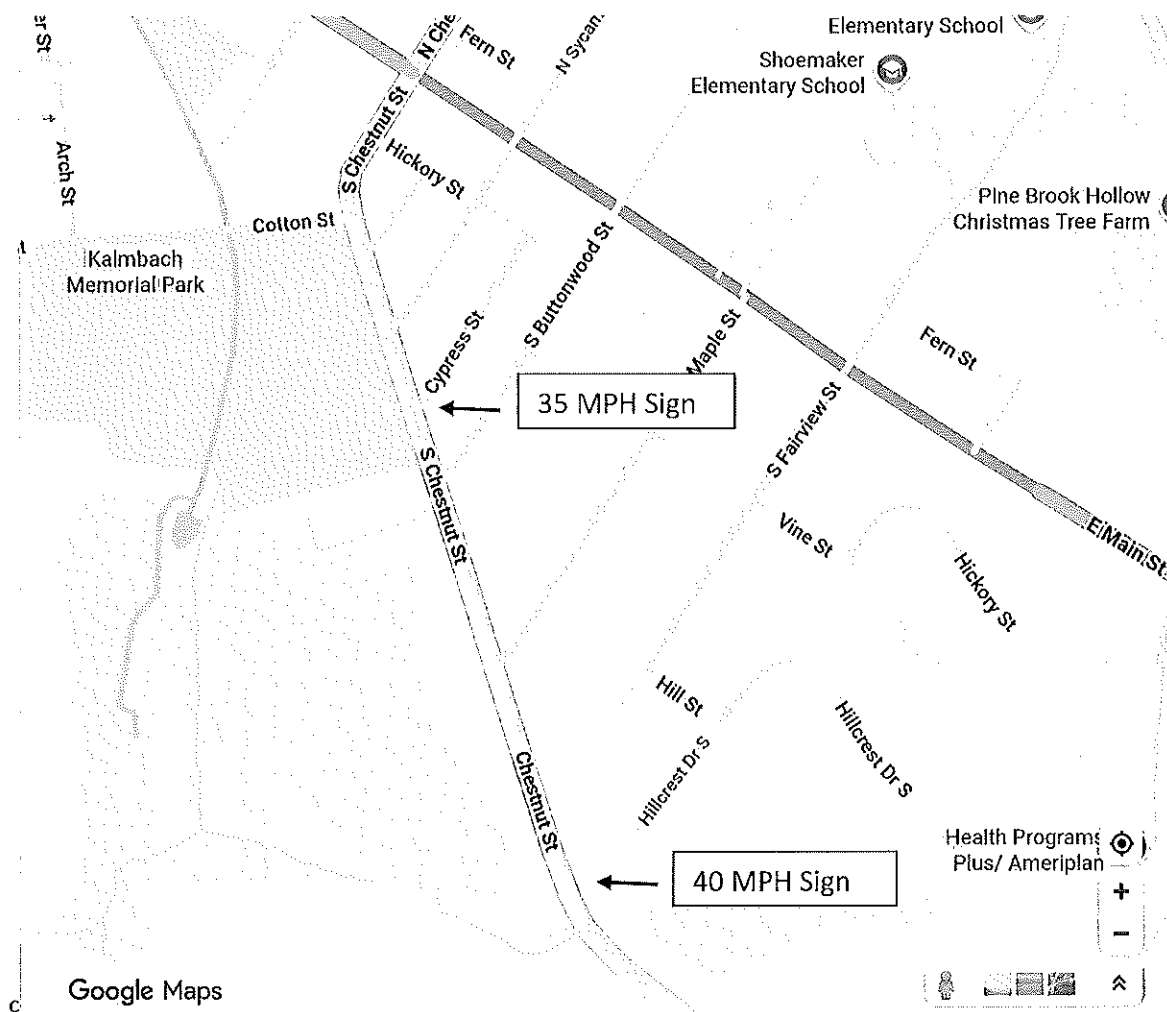 er St
Arch St
N Che
Fern St
N Sycam
Elementary School
Shoemaker
Elementary School
S Chestnut St
Hickory St
Pine Brook Hollow
Christmas Tree Farm
Cotton St
Kalmbach
Memorial Park
S Buttonwood St
Cypress St
Maple St
Fern St
35 MPH Sign
S Fairview St
S Chestnut St
Vine St
E Main St
Hickory St
Hill St
Hillcrest Dr S
Hillcrest Dr S
Chestnut St
Health Programs
Plus/ Ameriplan
40 MPH Sign
Google Maps
C